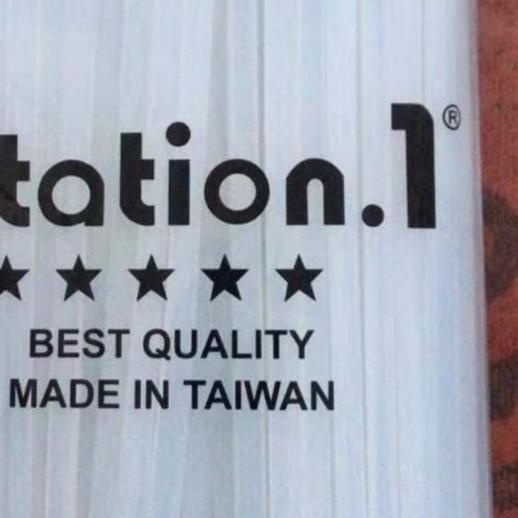 tation.1®
BEST QUALITY
MADE IN TAIWAN